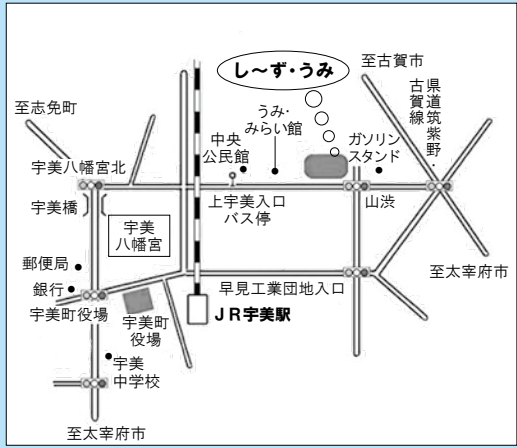 し～ず・うみ
至古賀市
県道筑紫野・
古賀線
至志免町
うみ・
みらい館
中央
公民館
ガソリン
スタンド
宇美八幡宮北
宇美橋
上宇美入口
バス停
山渋
宇美
八幡宮
郵便局
銀行
早見工業団地入口
至太宰府市
宇美町役場
宇美町
役場
ＪＲ宇美駅
宇美
中学校
至太宰府市